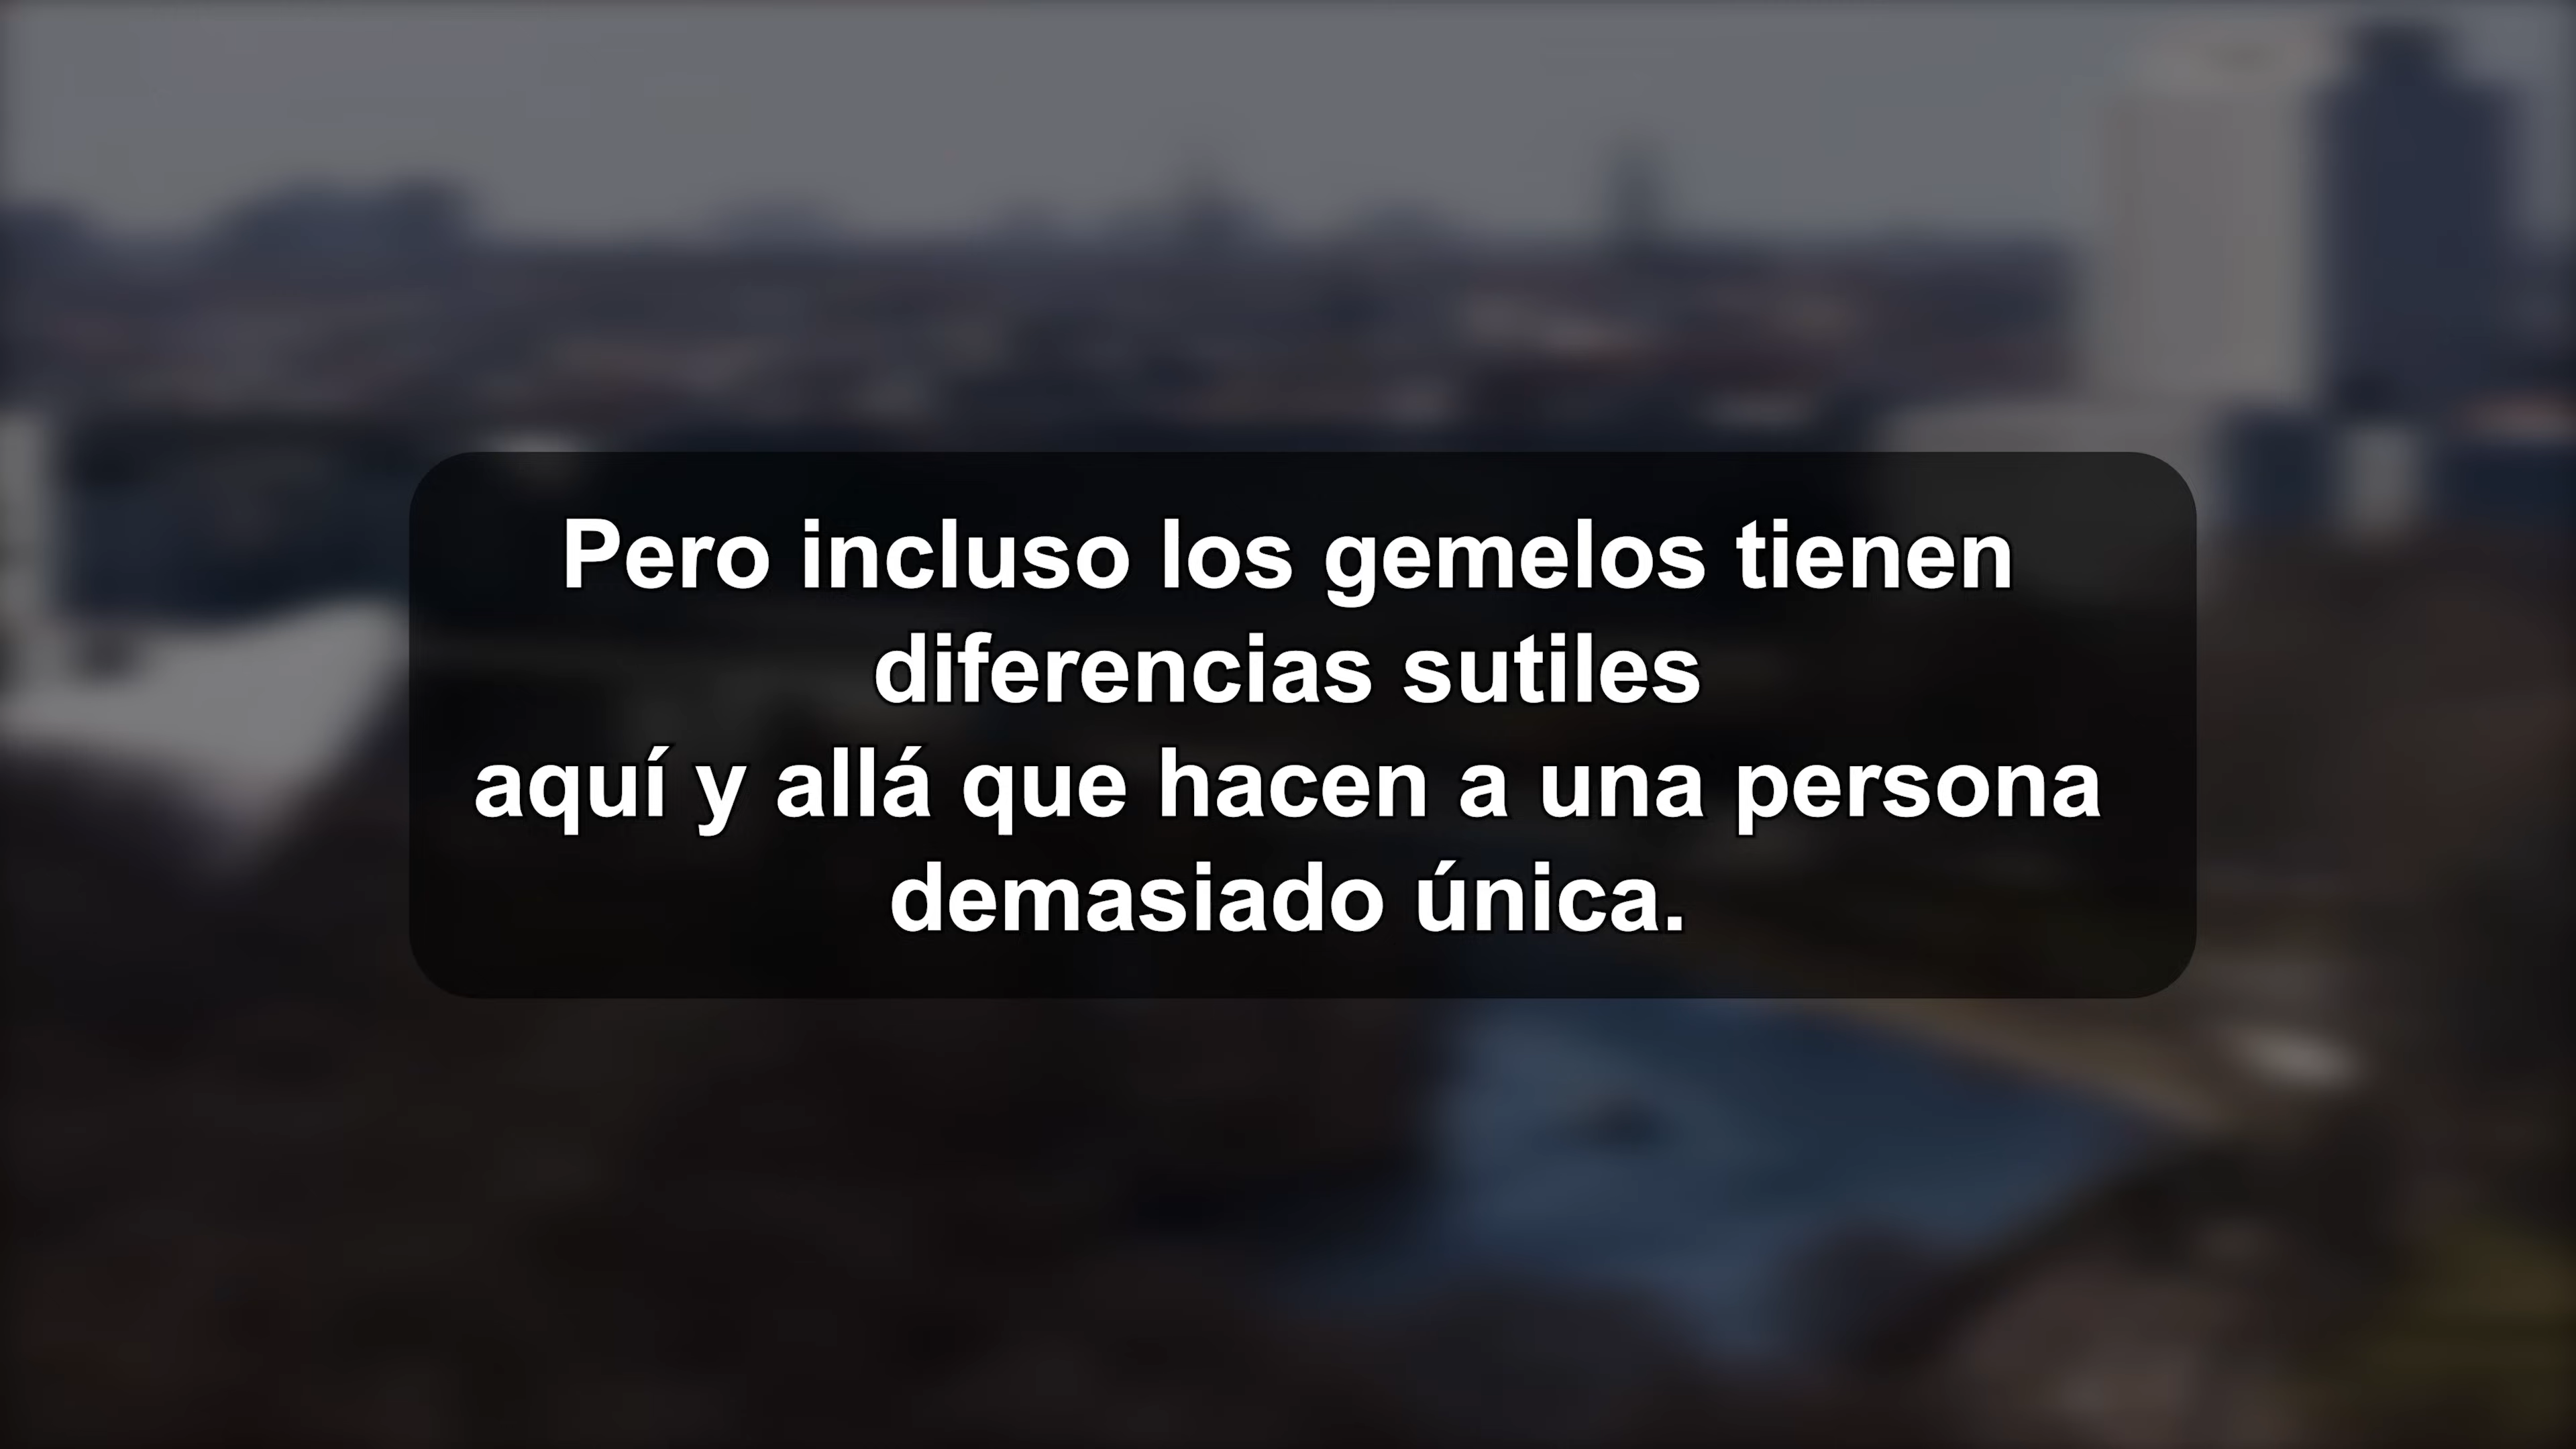 Pero incluso los gemelos tienen
diferencias sutiles
aquí y allá que hacen a una persona
demasiado única.